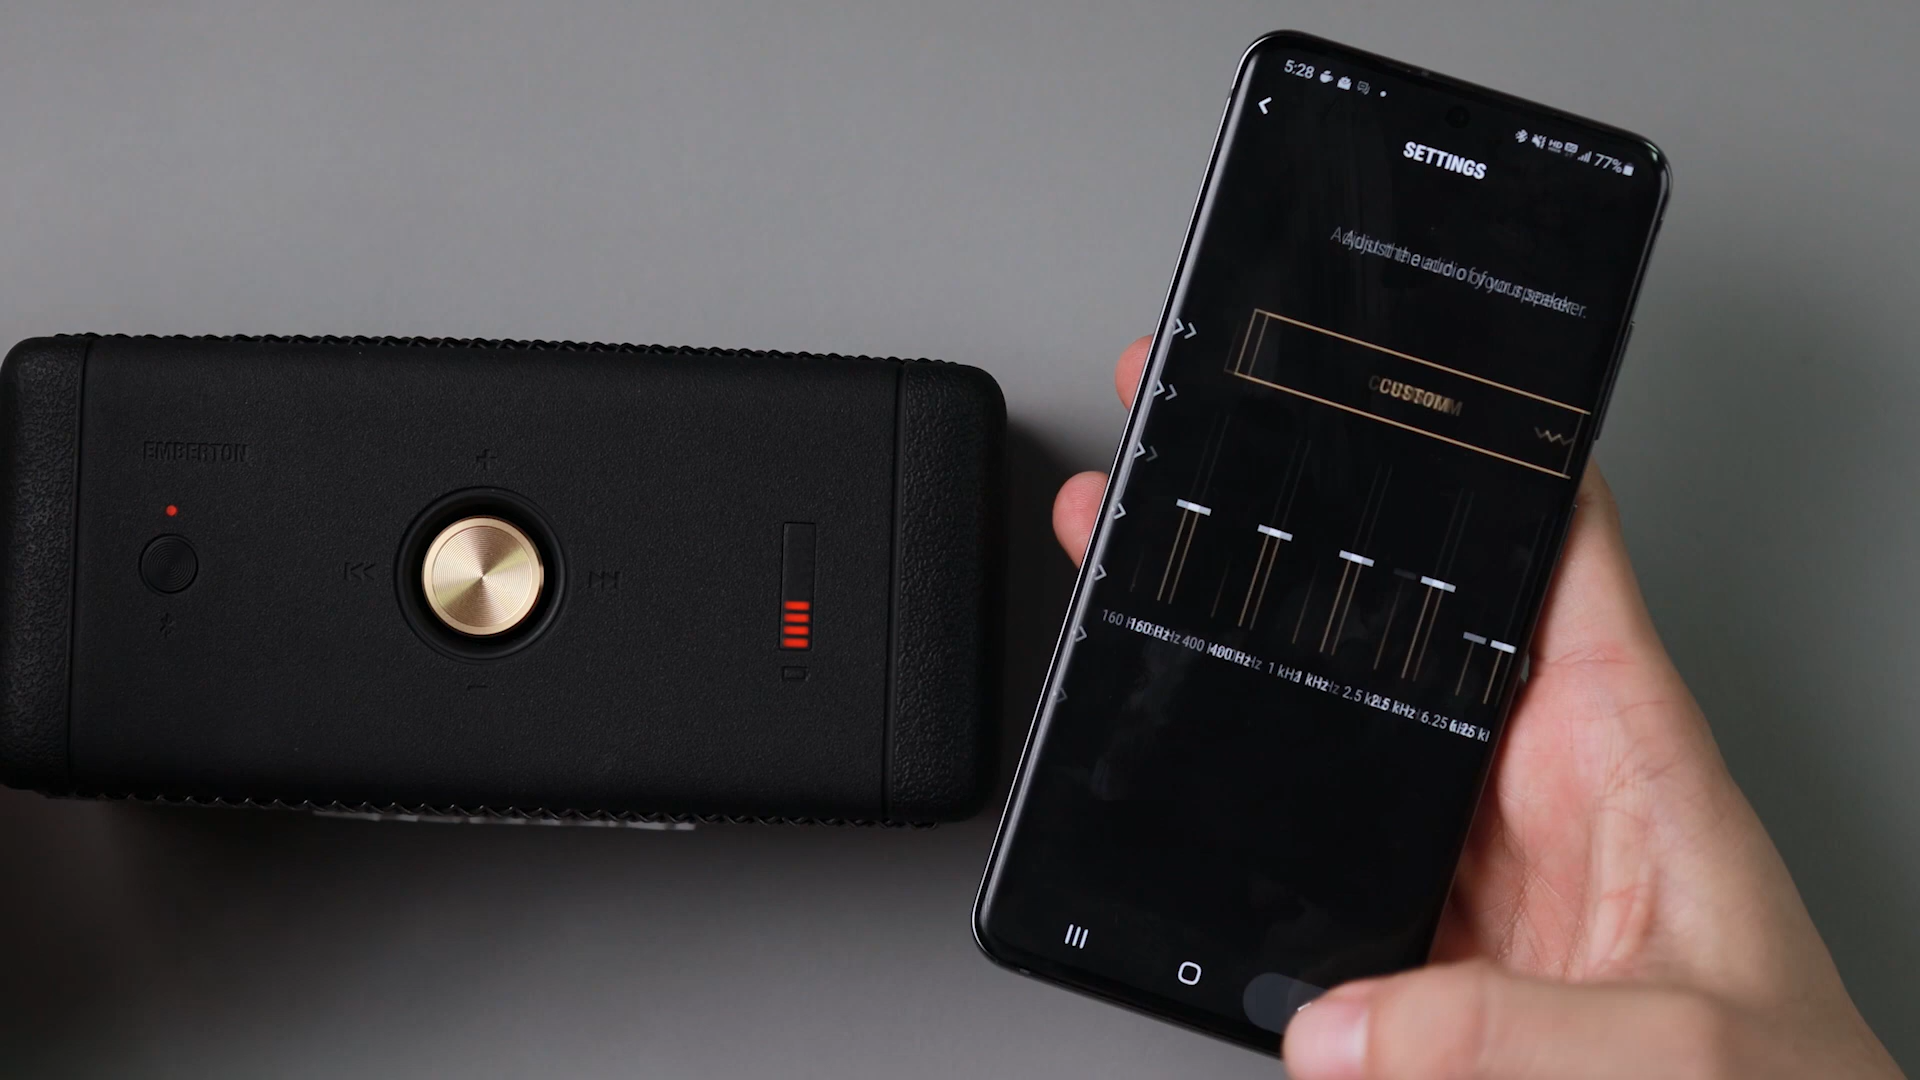 EMBERTON
5:28
HD
77%
SETTINGS
Adjust the audio of your speaker.
CUSTOM
160 Hz 400 Hz 1 kHz 2.5 kHz 6.25 kHz